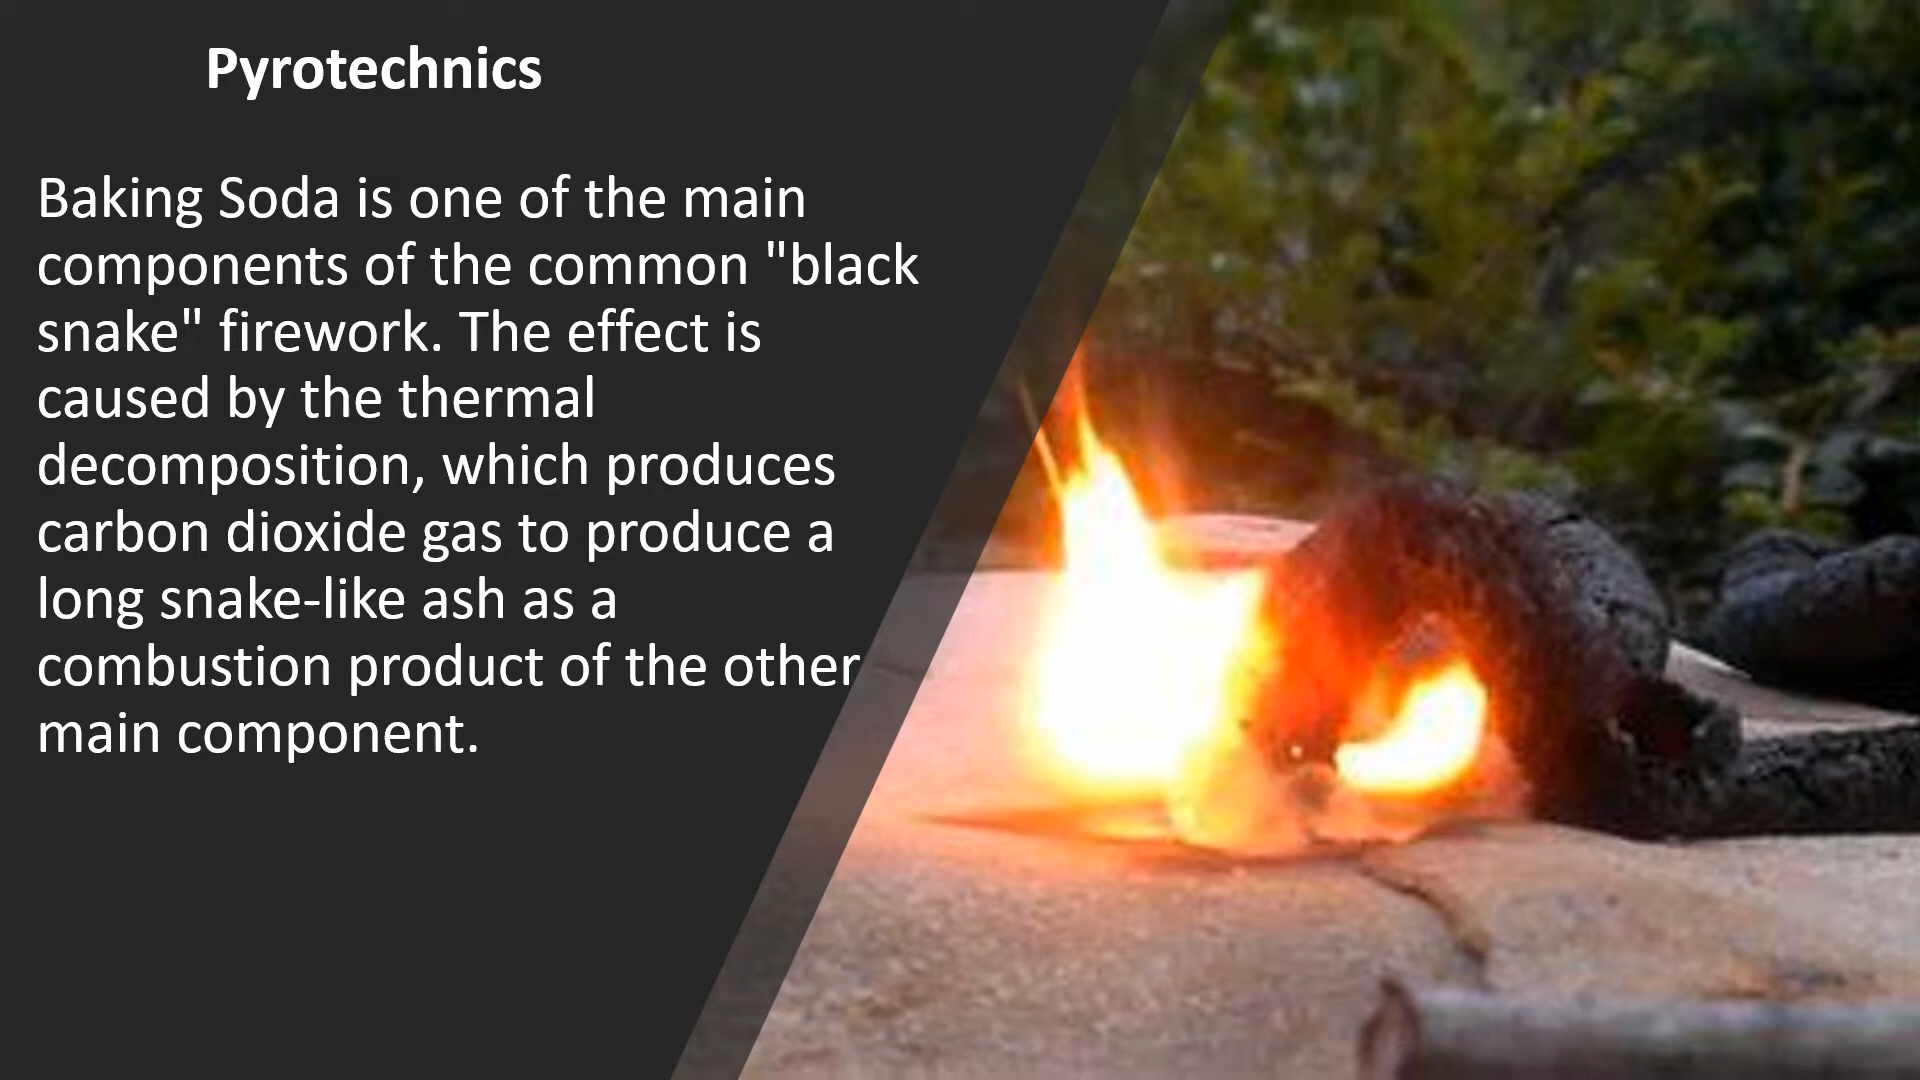 Pyrotechnics
Baking Soda is one of the main
components of the common "black
snake" firework. The effect is
caused by the thermal
decomposition, which produces
carbon dioxide gas to produce a
long snake-like ash as a
combustion product of the other
main component.